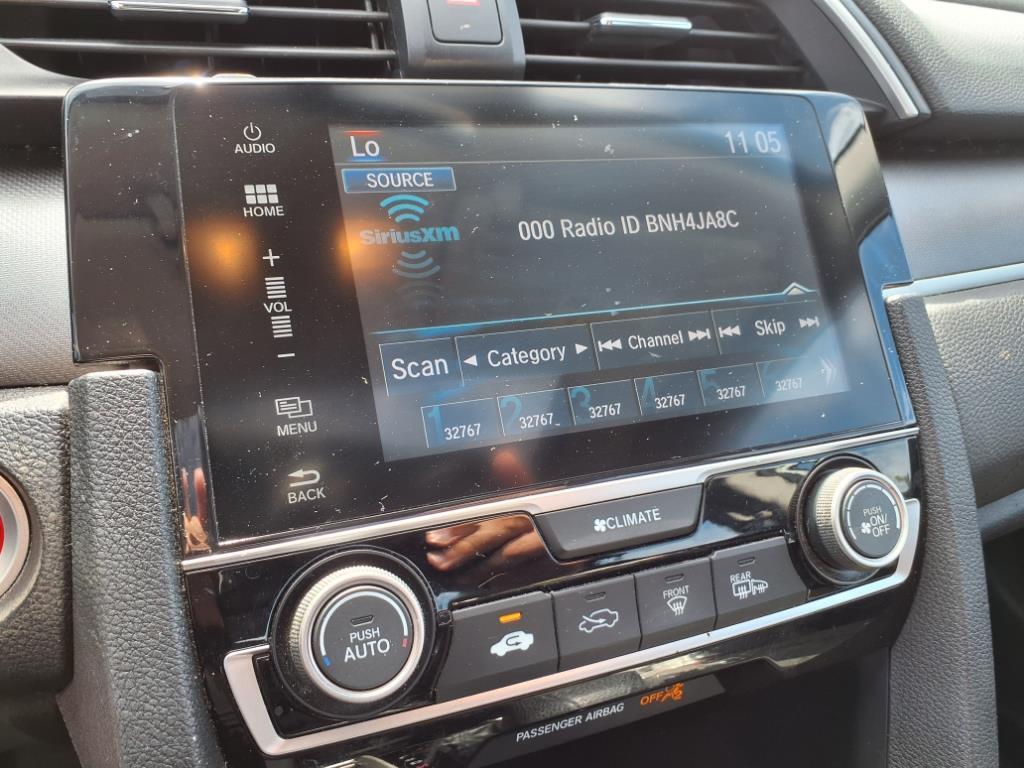 AUDIO
HOME
+
VOL
-
MENU
BACK
Lo
11 05
SOURCE
SiriusXM
000 Radio ID BNH4JA8C
Scan
Category
Channel
Skip
1 32767
2 32767
3 32767
4 32767
5 32767
32767
CLIMATE
PUSH
AUTO
FRONT
REAR
PUSH
ON/
OFF
PASSENGER AIRBAG
OFF